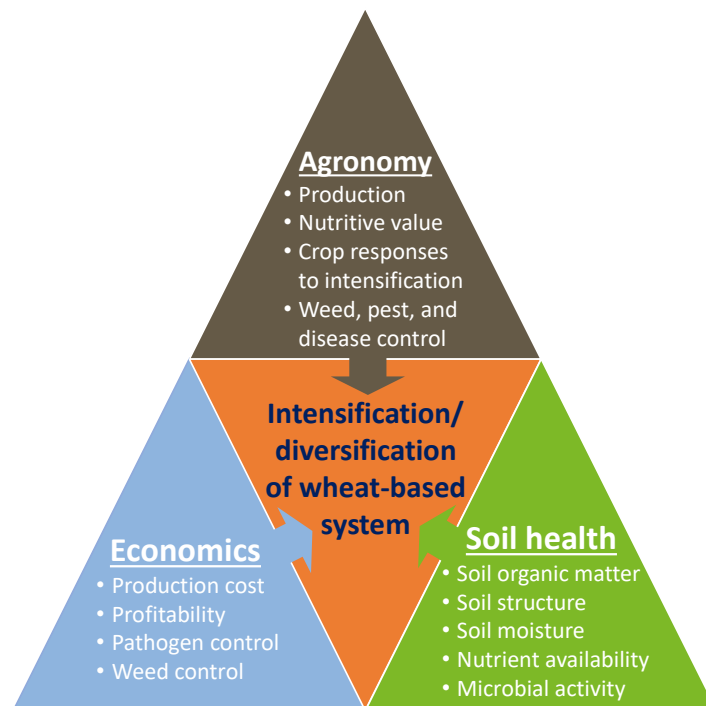 Agronomy
• Production
• Nutritive value
• Crop responses
to intensification
• Weed, pest, and
disease control
Intensification/
diversification
of wheat-based
system
Economics
• Production cost
• Profitability
• Pathogen control
• Weed control
Soil health
• Soil organic matter
• Soil structure
• Soil moisture
• Nutrient availability
• Microbial activity